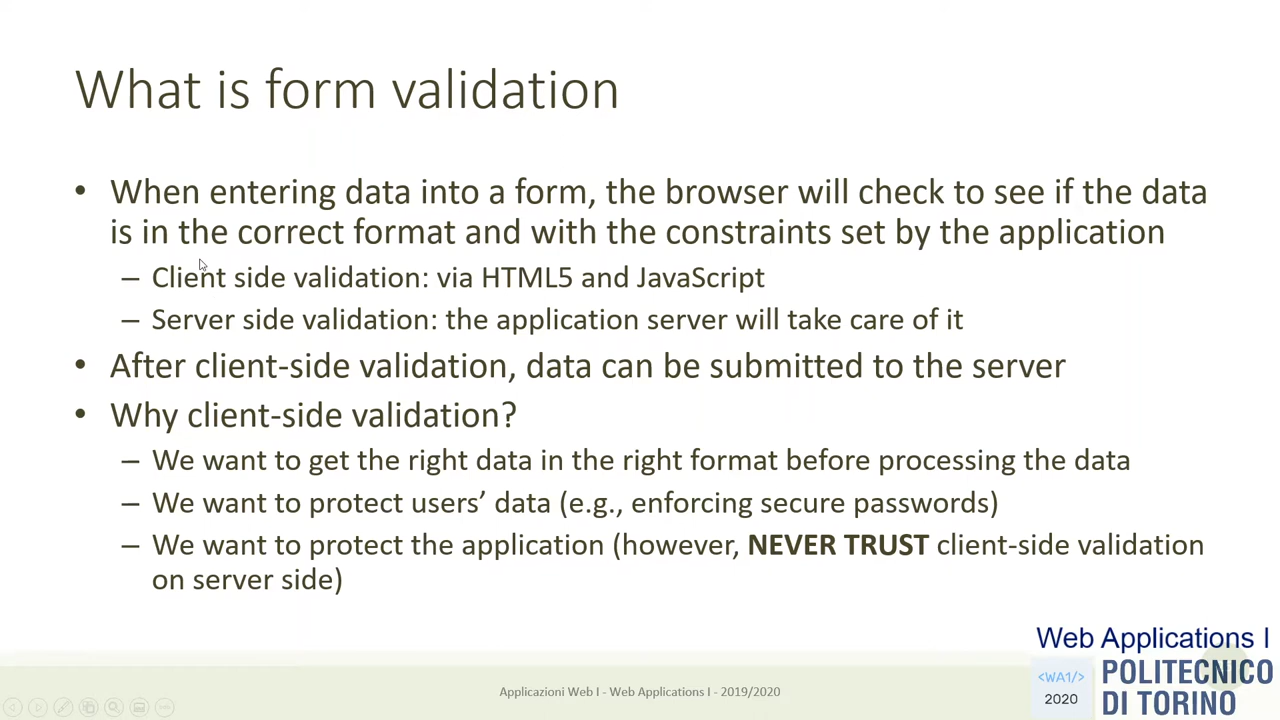 What is form validation
• When entering data into a form, the browser will check to see if the data
is in the correct format and with the constraints set by the application
– Client side validation: via HTML5 and JavaScript
– Server side validation: the application server will take care of it
• After client-side validation, data can be submitted to the server
• Why client-side validation?
– We want to get the right data in the right format before processing the data
– We want to protect users’ data (e.g., enforcing secure passwords)
– We want to protect the application (however, NEVER TRUST client-side validation
on server side)
Applicazioni Web I - Web Applications I - 2019/2020
Web Applications I
<WA1/>
2020
POLITECNICO
DI TORINO